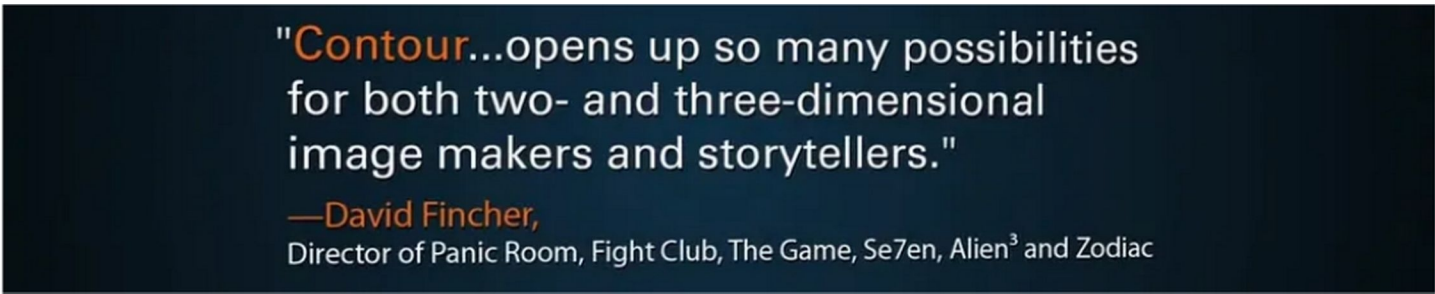 "Contour...opens up so many possibilities
for both two- and three-dimensional
image makers and storytellers."
—David Fincher,
Director of Panic Room, Fight Club, The Game, Se7en, Alien³ and Zodiac